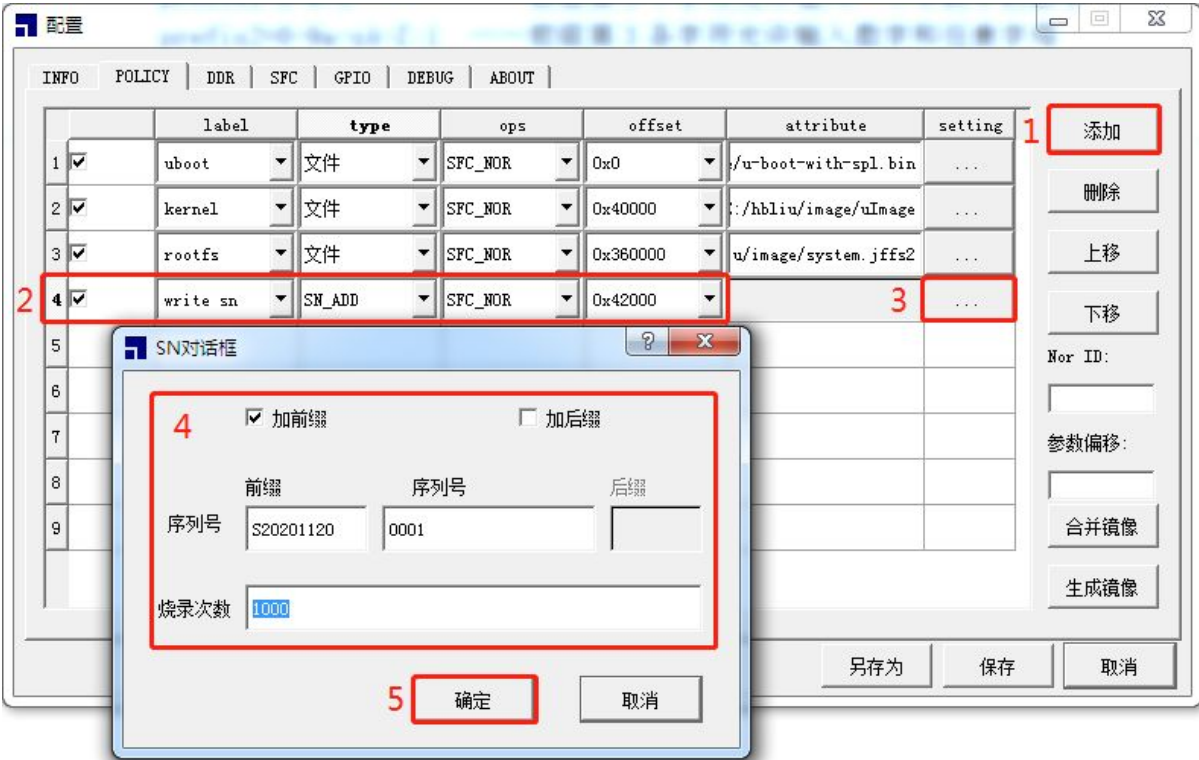 配置
INFO POLICY DDR SFC GPIO DEBUG ABOUT
label type ops offset attribute setting
1 添加
1 uboot 文件 SFC_NOR 0x0 /u-boot-with-spl.bin ...
删除
2 kernel 文件 SFC_NOR 0x40000 :/hbliu/image/uImage ...
3 rootfs 文件 SFC_NOR 0x360000 u/image/system.jffs2 ...
上移
2 4 write sn SN_ADD SFC_NOR 0x42000 3 ...
下移
5
6
7
8
9
Nor ID:
参数偏移:
合并镜像
生成镜像
SN对话框
4 加前缀 加后缀
前缀 序列号 后缀
序列号 S20201120 0001
烧录次数 1000
5 确定 取消
另存为 保存 取消